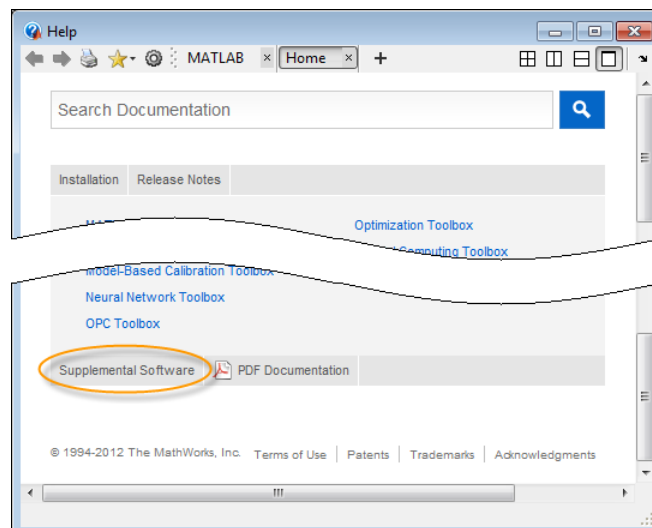 Help
MATLAB Home
Search Documentation
Installation Release Notes
Optimization Toolbox
Computing Toolbox
Model-Based Calibration Toolbox
Neural Network Toolbox
OPC Toolbox
Supplemental Software PDF Documentation
© 1994-2012 The MathWorks, Inc. Terms of Use Patents Trademarks Acknowledgments